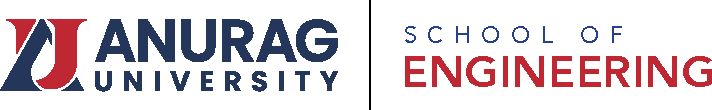 ANURAG
UNIVERSITY
SCHOOL OF
ENGINEERING